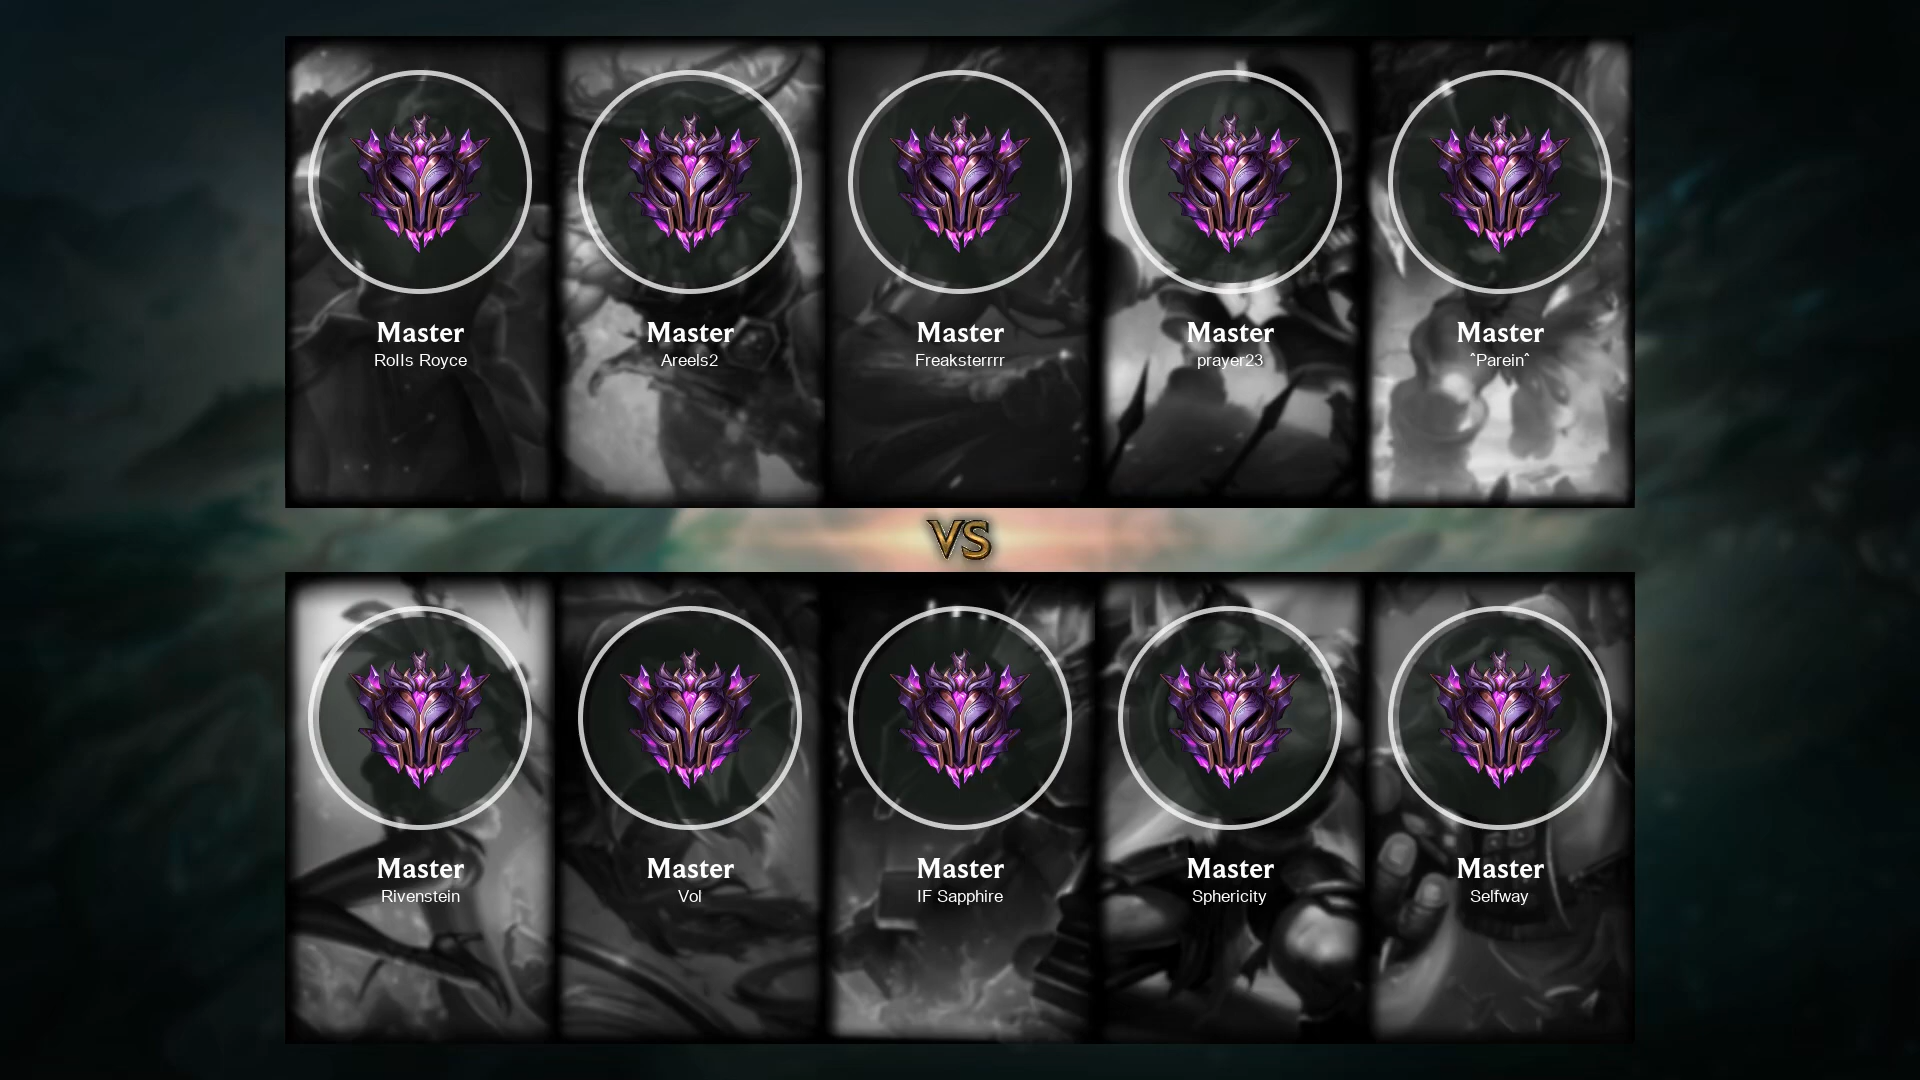 Master
Rolls Royce
Master
Areels2
Master
Freaksterrrr
Master
prayer23
Master
^Parein^
VS
Master
Rivenstein
Master
Vol
Master
IF Sapphire
Master
Sphericity
Master
Selfway